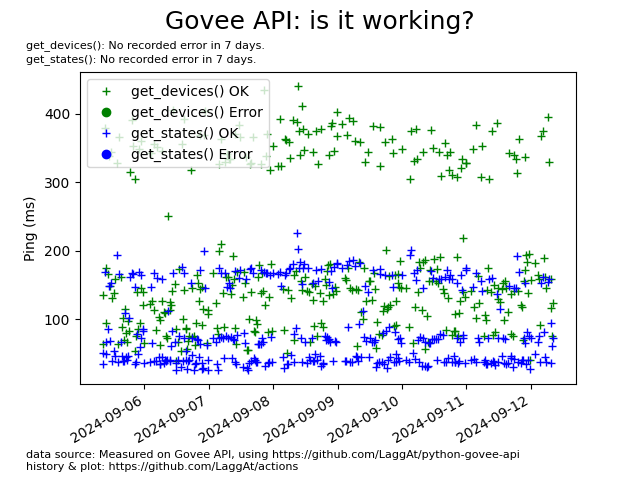 Govee API: is it working?
get_devices(): No recorded error in 7 days.
get_states(): No recorded error in 7 days.
get_devices() OK
get_devices() Error
get_states() OK
get_states() Error
400
300
200
100
Ping (ms)
2024-09-06
2024-09-07
2024-09-08
2024-09-09
2024-09-10
2024-09-11
2024-09-12
data source: Measured on Govee API, using https://github.com/LaggAt/python-govee-api
history & plot: https://github.com/LaggAt/actions